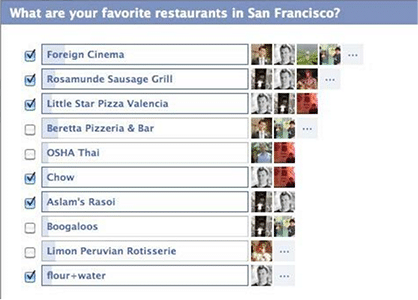 What are your favorite restaurants in San Francisco?
Foreign Cinema
Rosamunde Sausage Grill
Little Star Pizza Valencia
Beretta Pizzeria & Bar
OSHA Thai
Chow
Aslam's Rasoi
Boogaloos
Limon Peruvian Rotisserie
flour+water